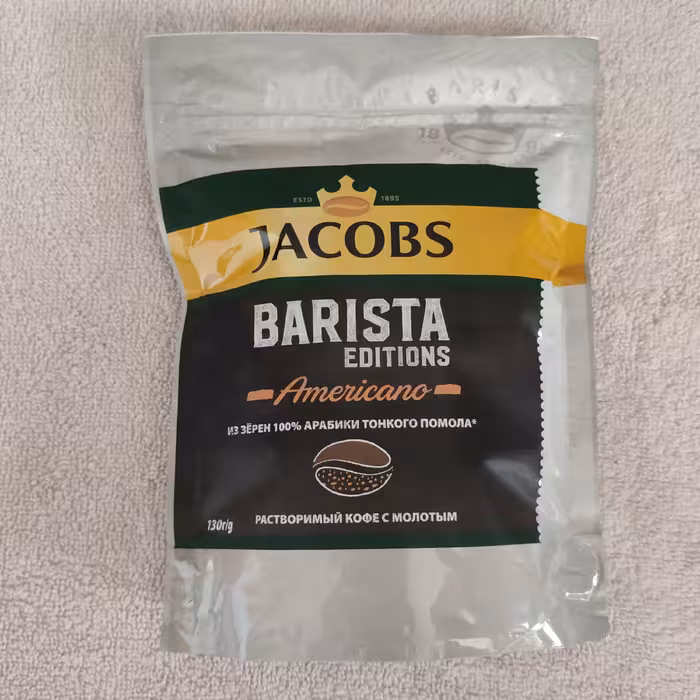 ESTD 1895
JACOBS
BARISTA
EDITIONS
Americano
ИЗ ЗЁРЕН 100% АРАБИКИ ТОНКОГО ПОМОЛА*
130г/g
РАСТВОРИМЫЙ КОФЕ С МОЛОТЫМ